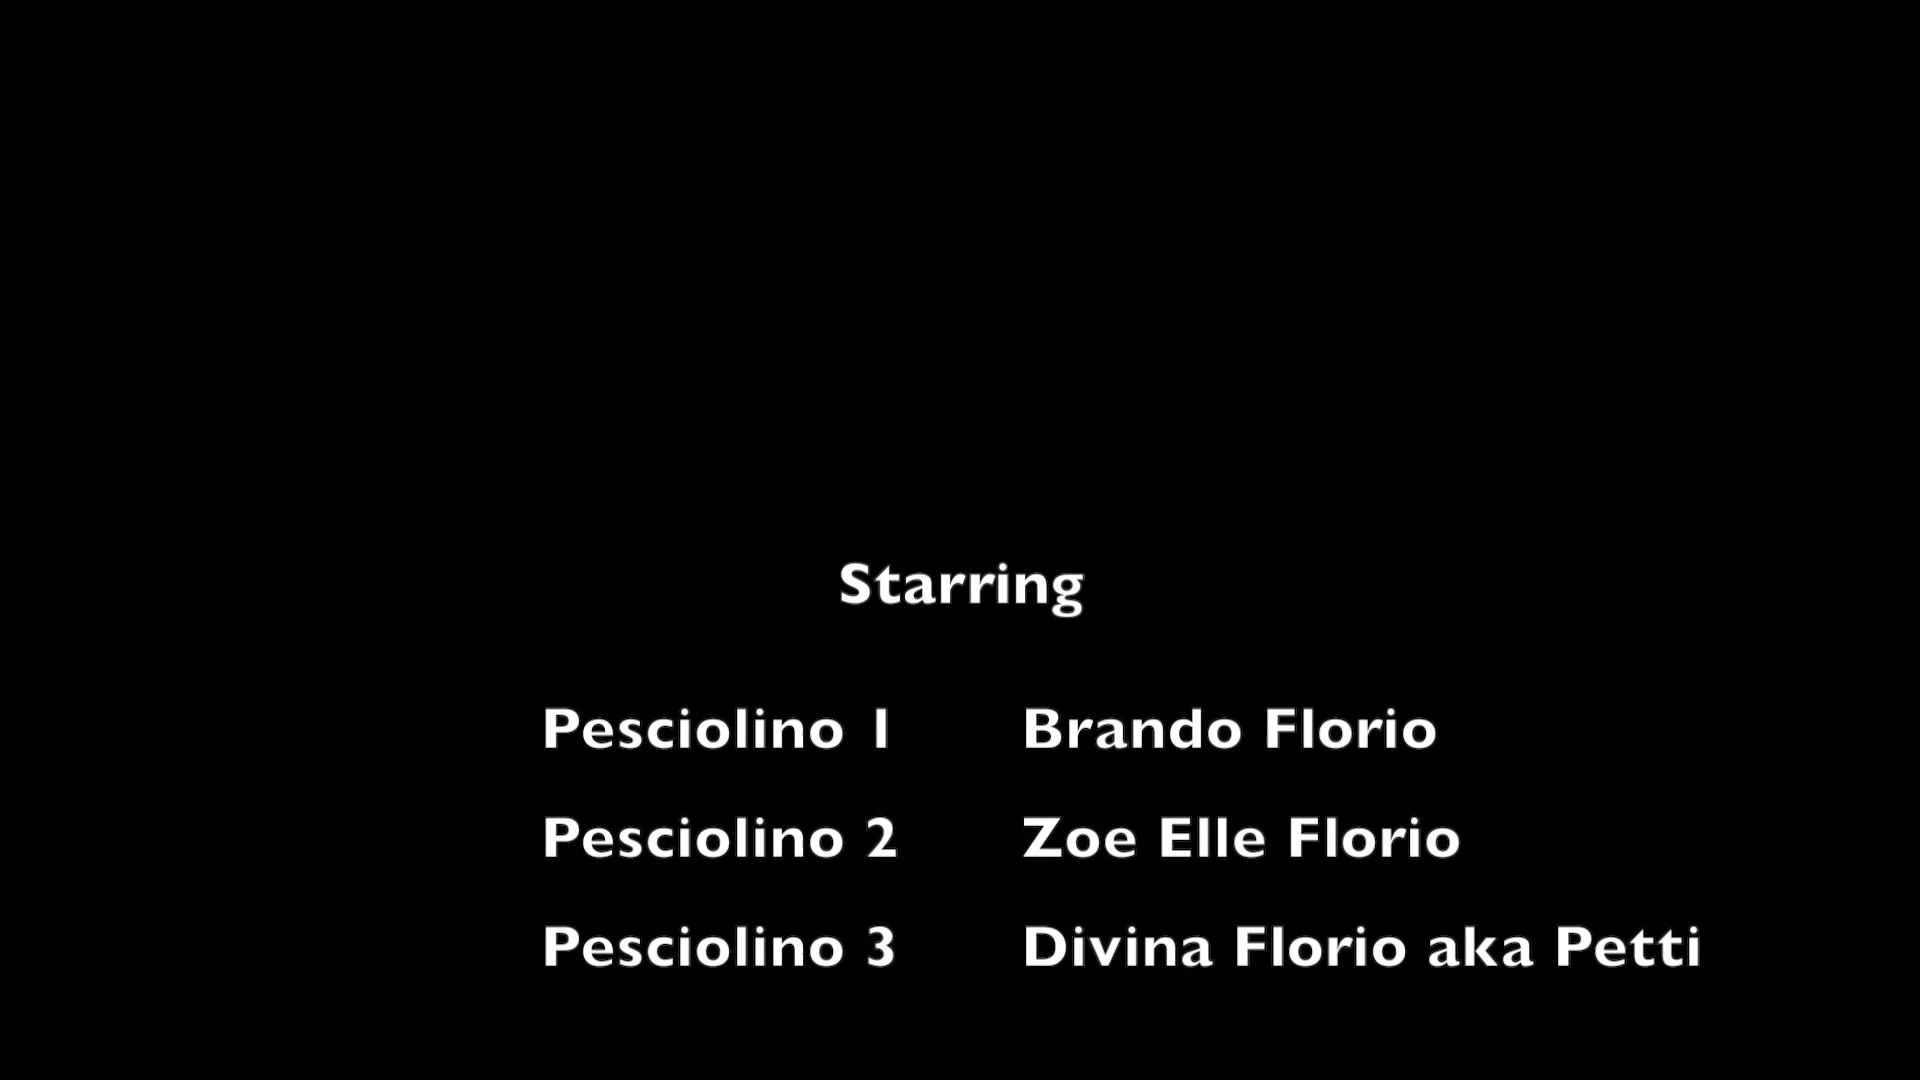 Starring
Pesciolino 1 Brando Florio
Pesciolino 2 Zoe Elle Florio
Pesciolino 3 Divina Florio aka Petti